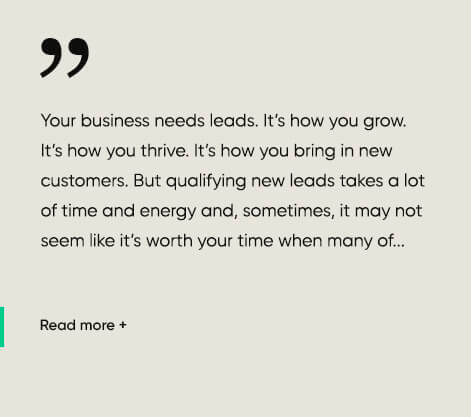 ”
Your business needs leads. It’s how you grow.
It’s how you thrive. It’s how you bring in new
customers. But qualifying new leads takes a lot
of time and energy and, sometimes, it may not
seem like it’s worth your time when many of...
Read more +